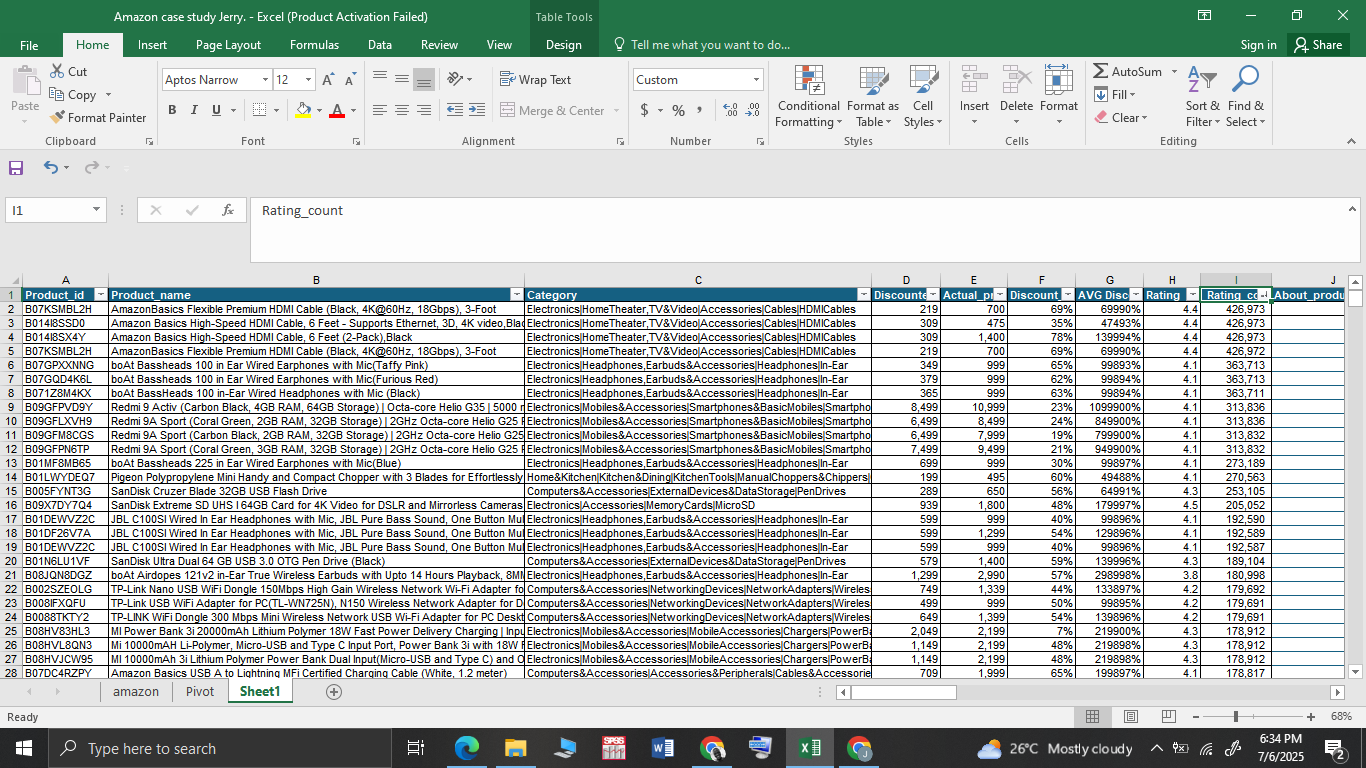 Amazon case study Jerry. - Excel (Product Activation Failed)
Table Tools
File Home Insert Page Layout Formulas Data Review View Design Tell me what you want to do... Sign in Share
Paste Cut Copy Format Painter Clipboard
Aptos Narrow 12 B I U A Font
Wrap Text Merge & Center Alignment
Custom $ % , Number
Conditional Formatting Format as Table Cell Styles Styles
Insert Delete Format Cells
AutoSum Fill Clear Sort & Filter Find & Select Editing
I1 fx Rating_count
A B C D E F G H I J
1 Product_id Product_name Category Discounte Actual_pr Discount_ AVG Disc Rating Rating_co About_produ
2 B07KSMBL2H AmazonBasics Flexible Premium HDMI Cable (Black, 4K@60Hz, 18Gbps), 3-Foot Electronics|HomeTheater,TV&Video|Accessories|Cables|HDMICables 219 700 69% 69990% 4.4 426,973
3 B014I8SSD0 Amazon Basics High-Speed HDMI Cable, 6 Feet - Supports Ethernet, 3D, 4K video,Blac Electronics|HomeTheater,TV&Video|Accessories|Cables|HDMICables 309 475 35% 47493% 4.4 426,973
4 B014I8SX4Y Amazon Basics High-Speed HDMI Cable, 6 Feet (2-Pack),Black Electronics|HomeTheater,TV&Video|Accessories|Cables|HDMICables 309 1,400 78% 139994% 4.4 426,973
5 B07KSMBL2H AmazonBasics Flexible Premium HDMI Cable (Black, 4K@60Hz, 18Gbps), 3-Foot Electronics|HomeTheater,TV&Video|Accessories|Cables|HDMICables 219 700 69% 69990% 4.4 426,972
6 B07GPXXNNG boAt Bassheads 100 in Ear Wired Earphones with Mic(Taffy Pink) Electronics|Headphones,Earbuds&Accessories|Headphones|In-Ear 349 999 65% 99893% 4.1 363,713
7 B07GQD4K6L boAt Bassheads 100 in Ear Wired Earphones with Mic(Furious Red) Electronics|Headphones,Earbuds&Accessories|Headphones|In-Ear 379 999 62% 99894% 4.1 363,713
8 B071Z8M4KX boAt BassHeads 100 in-Ear Wired Headphones with Mic (Black) Electronics|Headphones,Earbuds&Accessories|Headphones|In-Ear 365 999 63% 99894% 4.1 363,711
9 B09GFPVD9Y Redmi 9 Activ (Carbon Black, 4GB RAM, 64GB Storage) | Octa-core Helio G35 | 5000 r Electronics|Mobiles&Accessories|Smartphones&BasicMobiles|Smartpho 8,499 10,999 23% 1099900% 4.1 313,836
10 B09GFLXVH9 Redmi 9A Sport (Coral Green, 2GB RAM, 32GB Storage) | 2GHz Octa-core Helio G25 F Electronics|Mobiles&Accessories|Smartphones&BasicMobiles|Smartpho 6,499 8,499 24% 849900% 4.1 313,836
11 B09GFM8CGS Redmi 9A Sport (Carbon Black, 2GB RAM, 32GB Storage) | 2GHz Octa-core Helio G25 Electronics|Mobiles&Accessories|Smartphones&BasicMobiles|Smartpho 6,499 7,999 19% 799900% 4.1 313,832
12 B09GFPN6TP Redmi 9A Sport (Coral Green, 3GB RAM, 32GB Storage) | 2GHz Octa-core Helio G25 F Electronics|Mobiles&Accessories|Smartphones&BasicMobiles|Smartpho 7,499 9,499 21% 949900% 4.1 313,832
13 B01MF8MB65 boAt Bassheads 225 in Ear Wired Earphones with Mic(Blue) Electronics|Headphones,Earbuds&Accessories|Headphones|In-Ear 699 999 30% 99897% 4.1 273,189
14 B01LWYDEQ7 Pigeon Polypropylene Mini Handy and Compact Chopper with 3 Blades for Effortlessly Home&Kitchen|Kitchen&Dining|KitchenTools|ManualChoppers&Chippers| 199 495 60% 49488% 4.1 270,563
15 B005FYNT3G SanDisk Cruzer Blade 32GB USB Flash Drive Computers&Accessories|ExternalDevices&DataStorage|PenDrives 289 650 56% 64991% 4.3 253,105
16 B09X7DY7Q4 SanDisk Extreme SD UHS I 64GB Card for 4K Video for DSLR and Mirrorless Cameras Electronics|Accessories|MemoryCards|MicroSD 939 1,800 48% 179997% 4.5 205,052
17 B01DEWVZ2C JBL C100SI Wired In Ear Headphones with Mic, JBL Pure Bass Sound, One Button Mul Electronics|Headphones,Earbuds&Accessories|Headphones|In-Ear 599 999 40% 99896% 4.1 192,590
18 B01DF26V7A JBL C100SI Wired In Ear Headphones with Mic, JBL Pure Bass Sound, One Button Mul Electronics|Headphones,Earbuds&Accessories|Headphones|In-Ear 599 1,299 54% 129896% 4.1 192,589
19 B01DEWVZ2C JBL C100SI Wired In Ear Headphones with Mic, JBL Pure Bass Sound, One Button Mul Electronics|Headphones,Earbuds&Accessories|Headphones|In-Ear 599 999 40% 99896% 4.1 192,587
20 B01N6LU1VF SanDisk Ultra Dual 64 GB USB 3.0 OTG Pen Drive (Black) Computers&Accessories|ExternalDevices&DataStorage|PenDrives 579 1,400 59% 139996% 4.3 189,104
21 B08JQN8DGZ boAt Airdopes 121v2 in-Ear True Wireless Earbuds with Upto 14 Hours Playback, 8MM Electronics|Headphones,Earbuds&Accessories|Headphones|In-Ear 1,299 2,990 57% 298998% 3.8 180,998
22 B002SZEOLG TP-Link Nano USB WiFi Dongle 150Mbps High Gain Wireless Network Wi-Fi Adapter fo Computers&Accessories|NetworkingDevices|NetworkAdapters|Wireles 749 1,339 44% 133897% 4.2 179,692
23 B008IFXQFU TP-Link USB WiFi Adapter for PC(TL-WN725N), N150 Wireless Network Adapter for D Computers&Accessories|NetworkingDevices|NetworkAdapters|Wireles 499 999 50% 99895% 4.2 179,691
24 B0088TKTY2 TP-LINK WiFi Dongle 300 Mbps Mini Wireless Network USB Wi-Fi Adapter for PC Deskt Computers&Accessories|NetworkingDevices|NetworkAdapters|Wireles 649 1,399 54% 139896% 4.2 179,691
25 B08HV83HL3 MI Power Bank 3i 20000mAh Lithium Polymer 18W Fast Power Delivery Charging | Inpu Electronics|Mobiles&Accessories|MobileAccessories|Chargers|PowerBa 2,049 2,199 7% 219900% 4.3 178,912
26 B08HVL8QN3 Mi 10000mAH Li-Polymer, Micro-USB and Type C Input Port, Power Bank 3i with 18W F Electronics|Mobiles&Accessories|MobileAccessories|Chargers|PowerBa 1,149 2,199 48% 219898% 4.3 178,912
27 B08HVJCW95 MI 10000mAh 3i Lithium Polymer Power Bank Dual Input(Micro-USB and Type C) and O Electronics|Mobiles&Accessories|MobileAccessories|Chargers|PowerBa 1,149 2,199 48% 219898% 4.3 178,912
28 B07DC4RZPY Amazon Basics USB A to Lightning MFi Certified Charging Cable (White, 1.2 meter) Computers&Accessories|Accessories&Peripherals|Cables&Accessorie 709 1,999 65% 199897% 4.1 178,817
amazon Pivot Sheet1
Ready 68%
Type here to search SPSS 26°C Mostly cloudy 6:34 PM
7/6/2025 2